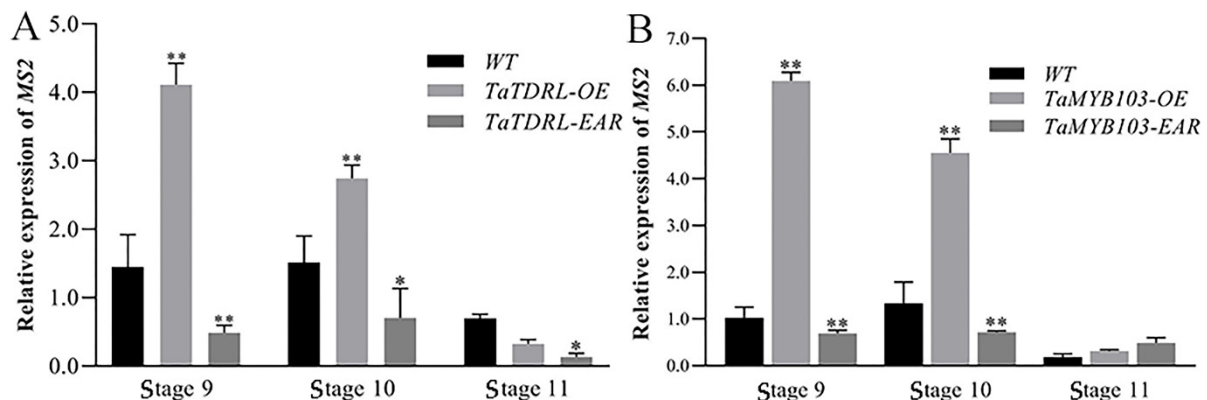 A
Relative expression of MS2
5.0
4.0
3.0
2.0
1.0
0.0
**
**
**
*
*
WT
TaTDRL-OE
TaTDRL-EAR
Stage 9
Stage 10
Stage 11
B
Relative expression of MS2
7.0
6.0
5.0
4.0
3.0
2.0
1.0
0.0
**
**
**
**
WT
TaMYB103-OE
TaMYB103-EAR
Stage 9
Stage 10
Stage 11